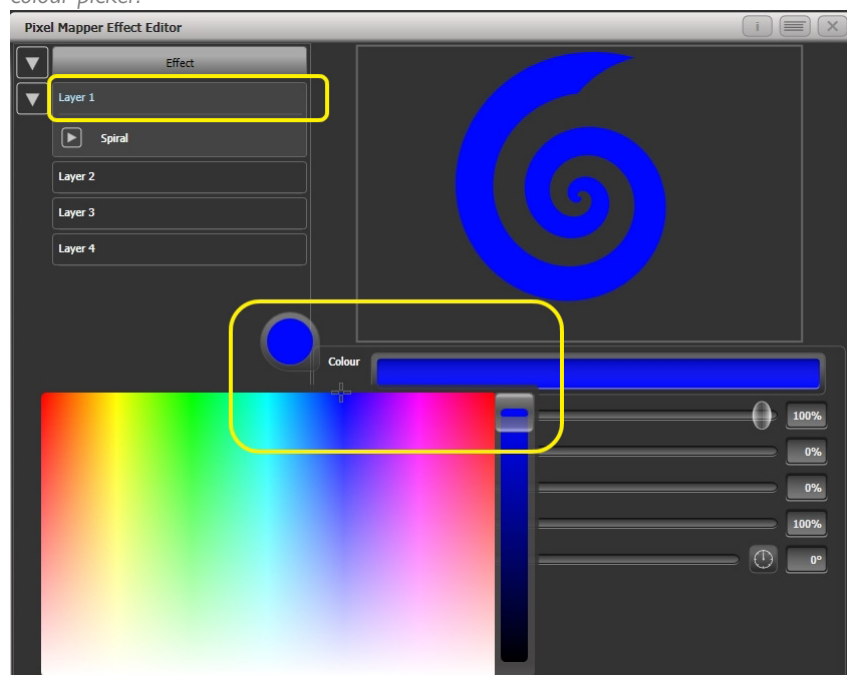 colour picker.
Pixel Mapper Effect Editor
i
Effect
Layer 1
Spiral
Layer 2
Layer 3
Layer 4
Colour
100%
0%
0%
100%
0°